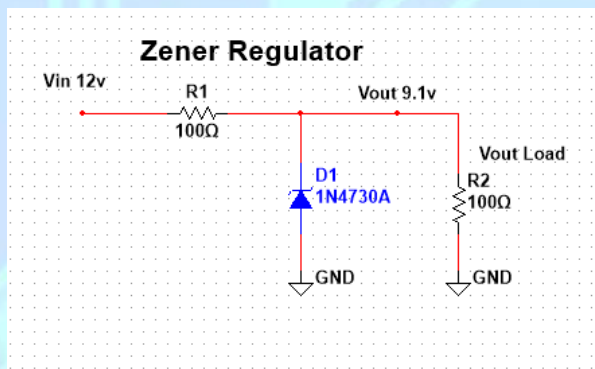 Zener Regulator
Vin 12v
R1
100Ω
Vout 9.1v
Vout Load
D1
1N4730A
R2
100Ω
GND
GND